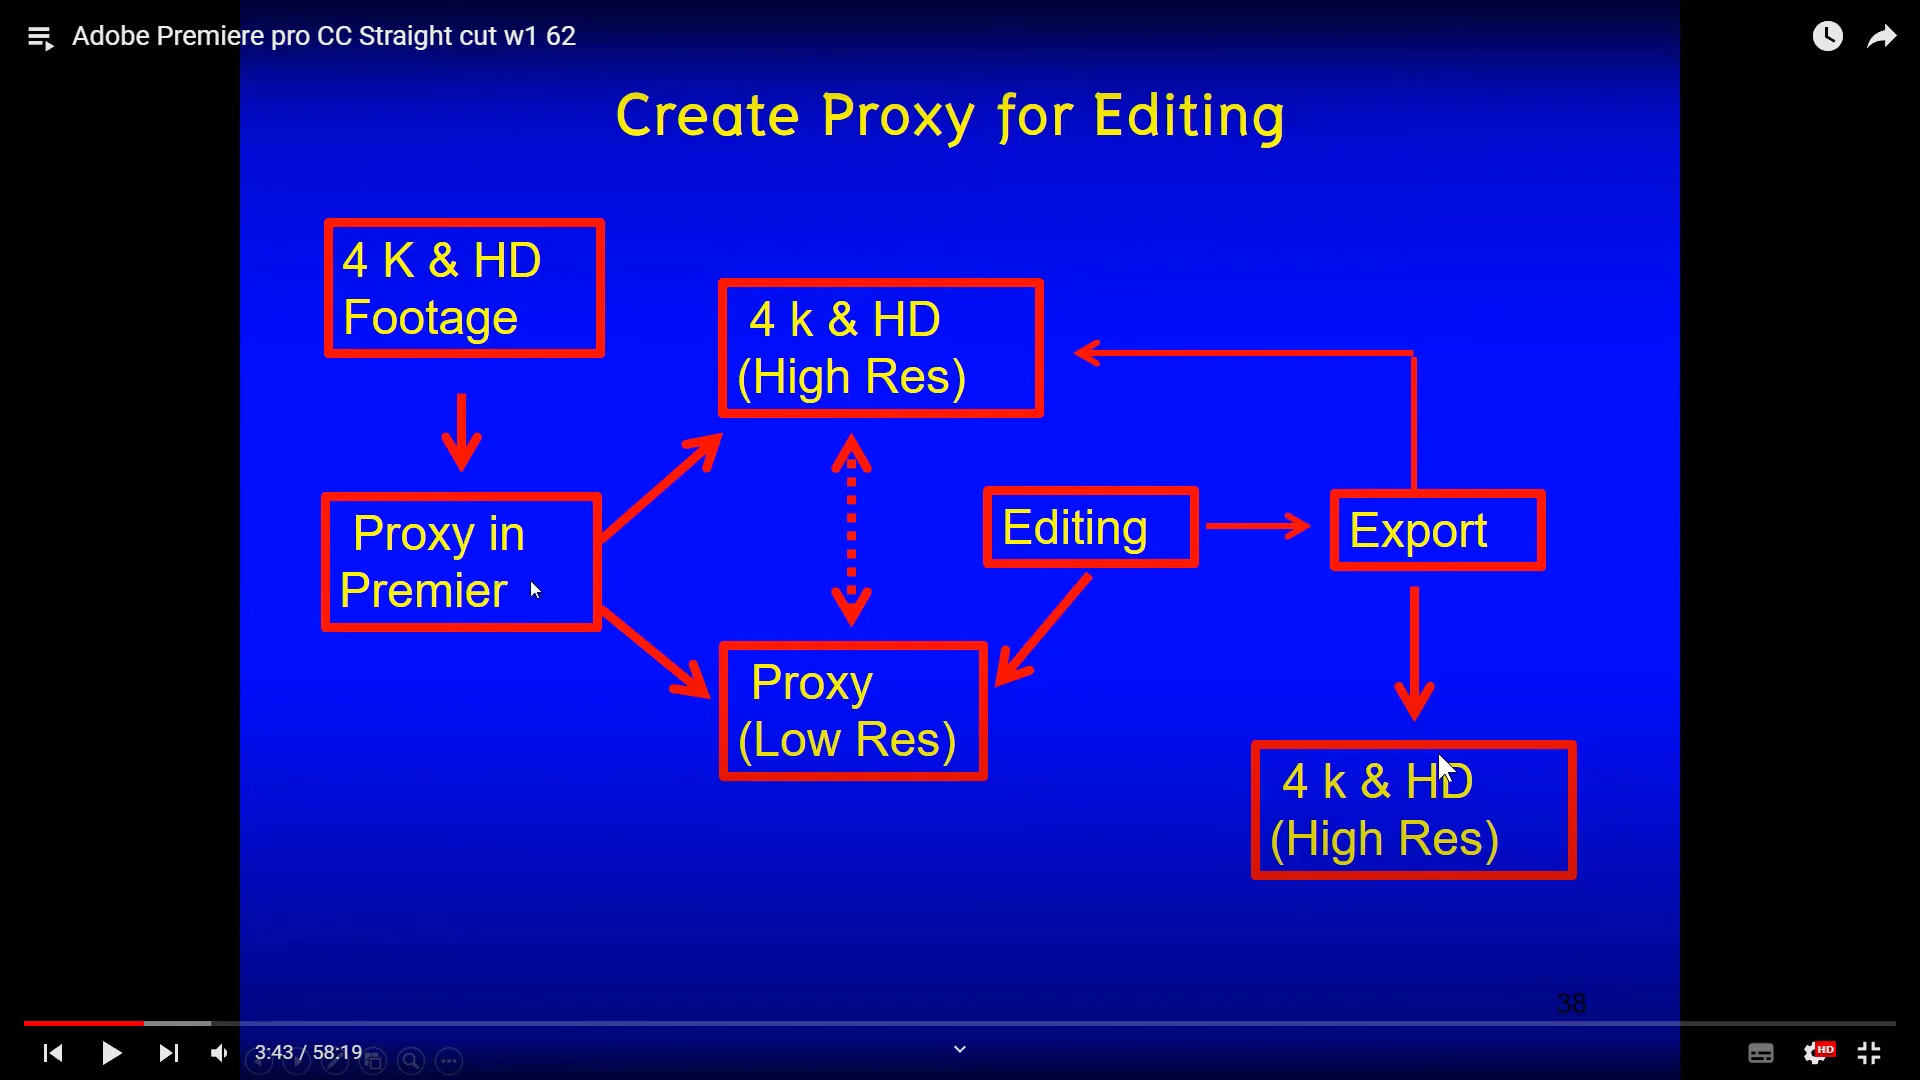 Adobe Premiere pro CC Straight cut w1 62
Create Proxy for Editing
4 K & HD
Footage
4 k & HD
(High Res)
Proxy in
Premier
Editing
Export
Proxy
(Low Res)
4 k & HD
(High Res)
38
3:43 / 58:19
HD